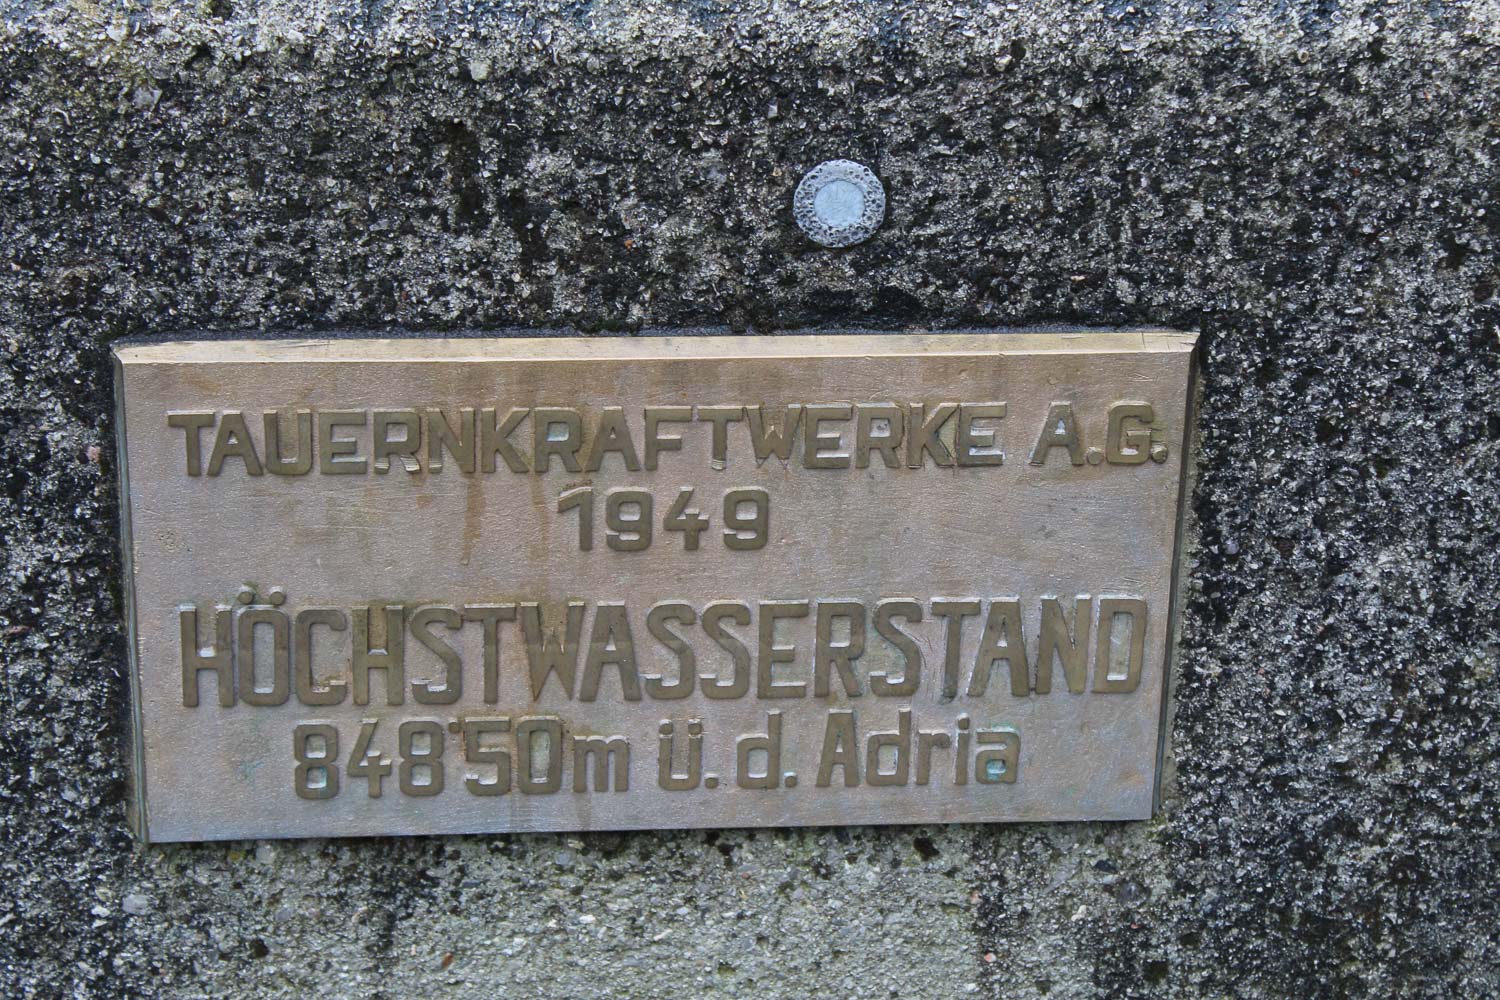 TAUERNKRAFTWERKE A.G.
1949
HÖCHSTWASSERSTAND
848˙50m ü.d.Adria